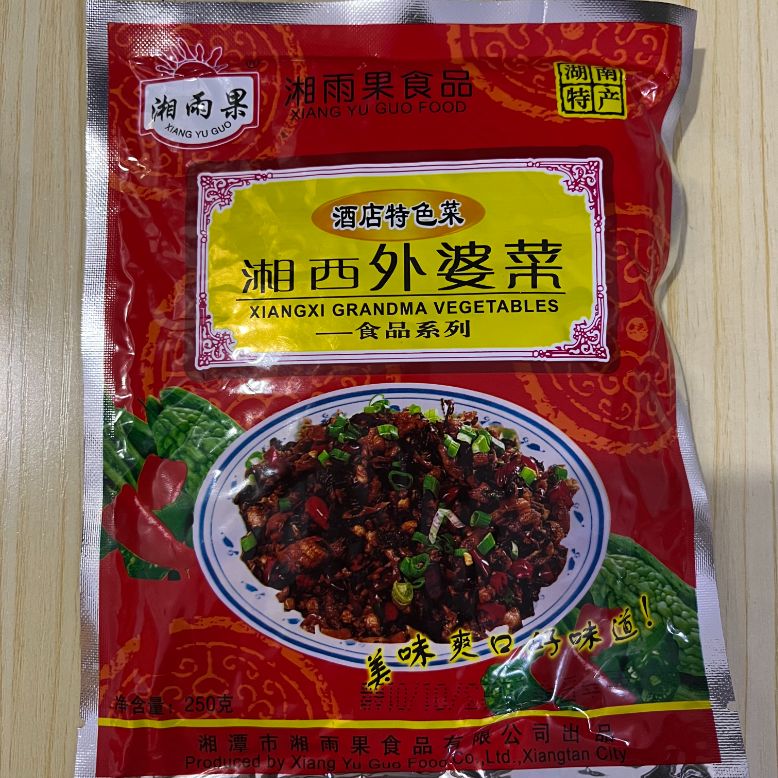 湘雨果®
XIANG YU GUO
湘雨果食品
XIANG YU GUO FOOD
湖南
特产
酒店特色菜
湘西外婆菜
XIANGXI GRANDMA VEGETABLES
——食品系列
美味爽口好味道!
净含量：250克
湘潭市湘雨果食品有限公司出品
Produced by Xiang Yu Guo Food Co.,Ltd.,Xiangtan City